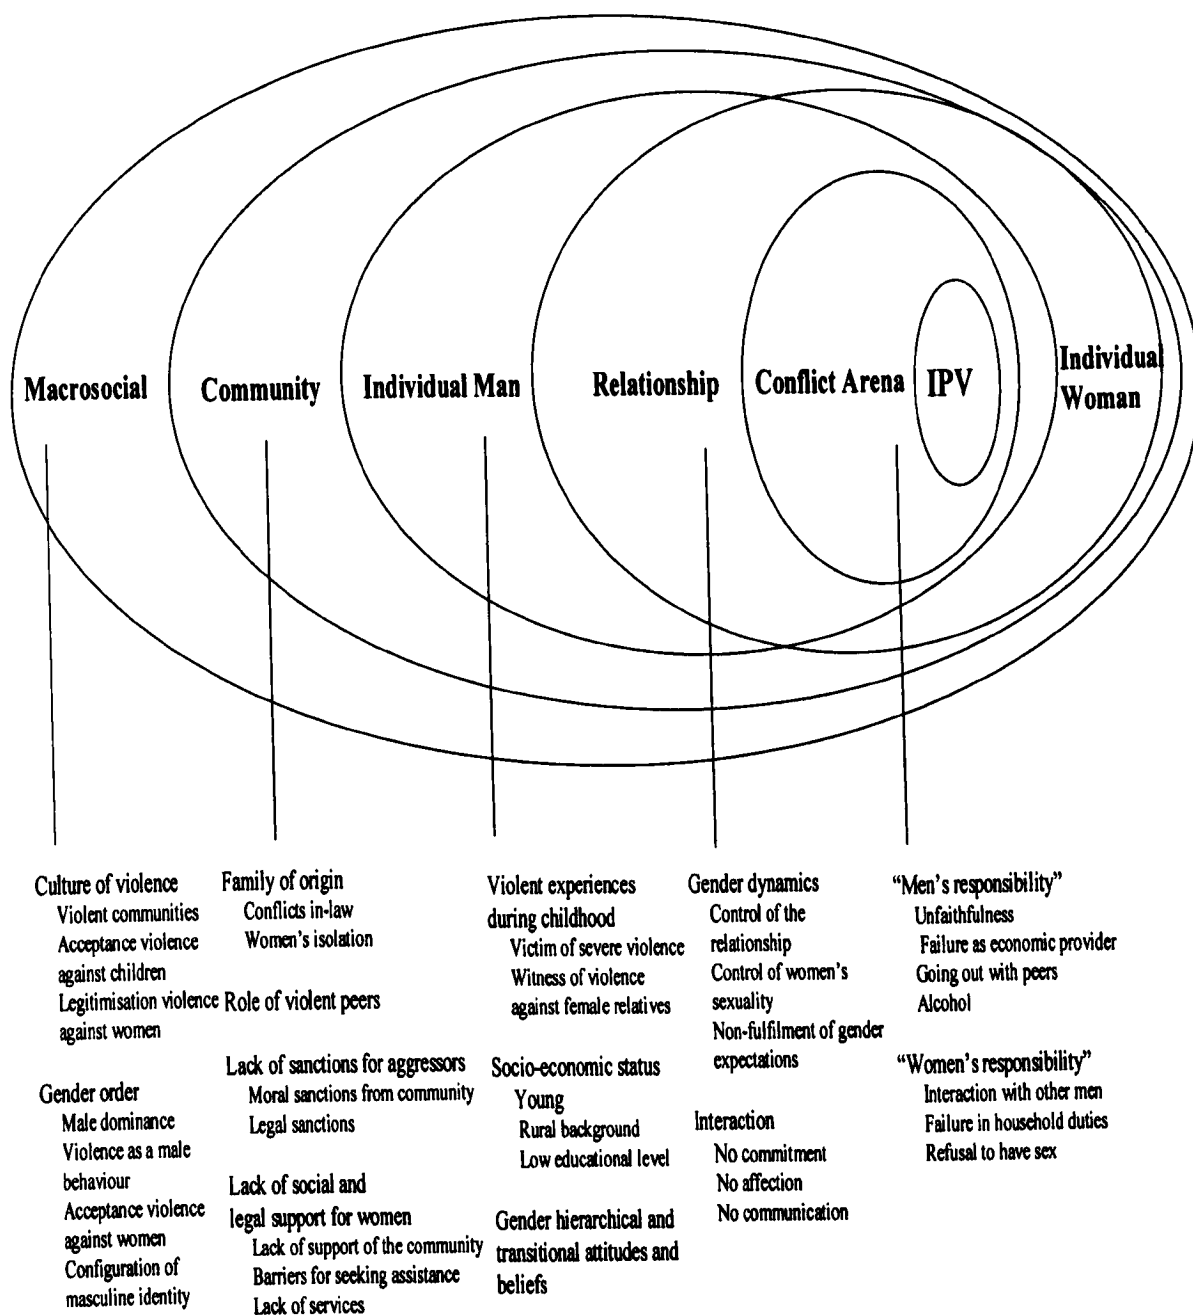 Macrosocial
Community
Individual Man
Relationship
Conflict Arena
IPV
Individual
Woman
Culture of violence
Violent communities
Acceptance violence
against children
Legitimisation violence
against women
Gender order
Male dominance
Violence as a male
behaviour
Acceptance violence
against women
Configuration of
masculine identity
Family of origin
Conflicts in-law
Women's isolation
Role of violent peers
Lack of sanctions for aggressors
Moral sanctions from community
Legal sanctions
Lack of social and
legal support for women
Lack of support of the community
Barriers for seeking assistance
Lack of services
Violent experiences
during childhood
Victim of severe violence
Witness of violence
against female relatives
Socio-economic status
Young
Rural background
Low educational level
Gender hierarchical and
transitional attitudes and
beliefs
Gender dynamics
Control of the
relationship
Control of women's
sexuality
Non-fulfilment of gender
expectations
Interaction
No commitment
No affection
No communication
“Men's responsibility”
Unfaithfulness
Failure as economic provider
Going out with peers
Alcohol
“Women's responsibility”
Interaction with other men
Failure in household duties
Refusal to have sex